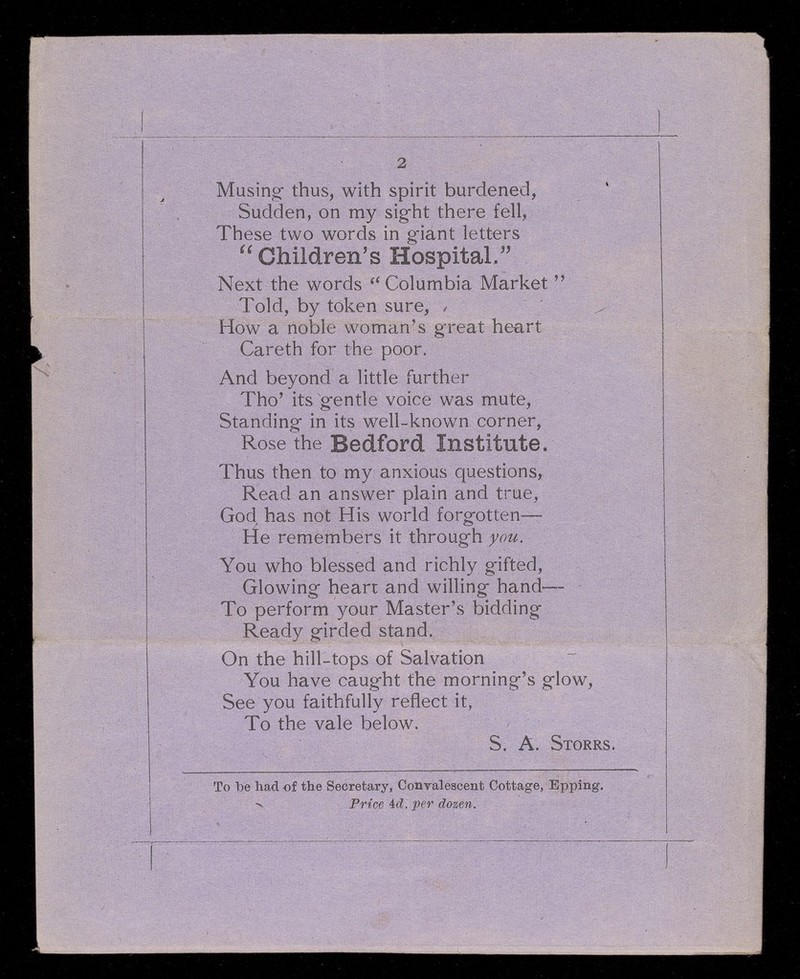 2
Musing thus, with spirit burdened,
Sudden, on my sight there fell,
These two words in giant letters
“Children’s Hospital.”
Next the words “Columbia Market”
Told, by token sure,
How a noble woman’s great heart
Careth for the poor.
And beyond a little further
Tho’ its gentle voice was mute,
Standing in its well-known corner,
Rose the Bedford Institute.
Thus then to my anxious questions,
Read an answer plain and true,
God has not His world forgotten—
He remembers it through you.
You who blessed and richly gifted,
Glowing heart and willing hand—
To perform your Master’s bidding
Ready girded stand.
On the hill-tops of Salvation
You have caught the morning’s glow,
See you faithfully reflect it,
To the vale below.
S. A. Storrs.
To be had of the Secretary, Convalescent Cottage, Epping.
Price 4d. per dozen.